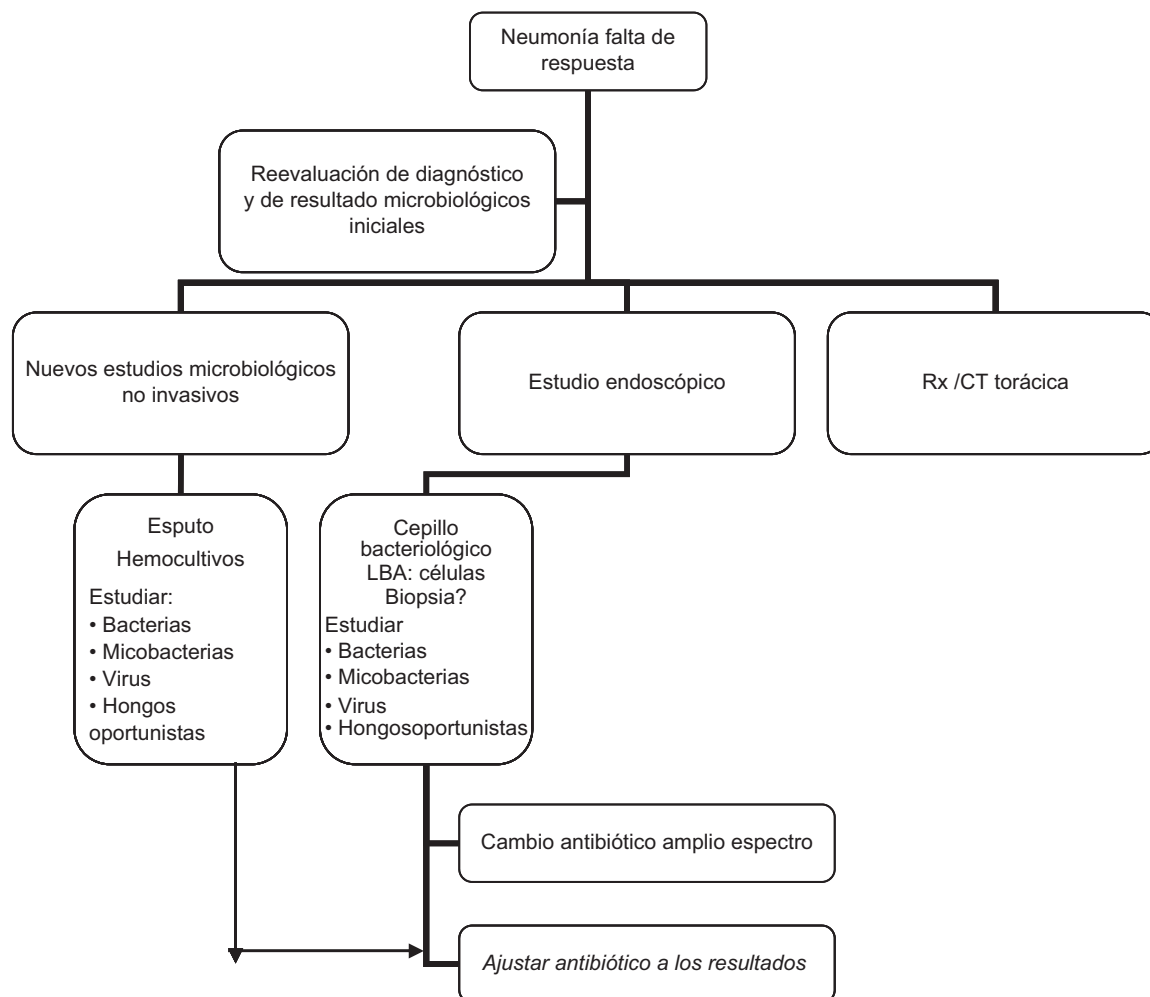 Neumonía falta de
respuesta
Reevaluación de diagnóstico
y de resultado microbiológicos
iniciales
Nuevos estudios microbiológicos
no invasivos
Estudio endoscópico
Rx /CT torácica
Esputo
Hemocultivos
Estudiar:
• Bacterias
• Micobacterias
• Virus
• Hongos
oportunistas
Cepillo
bacteriológico
LBA: células
Biopsia?
Estudiar
• Bacterias
• Micobacterias
• Virus
• Hongosoportunistas
Cambio antibiótico amplio espectro
Ajustar antibiótico a los resultados